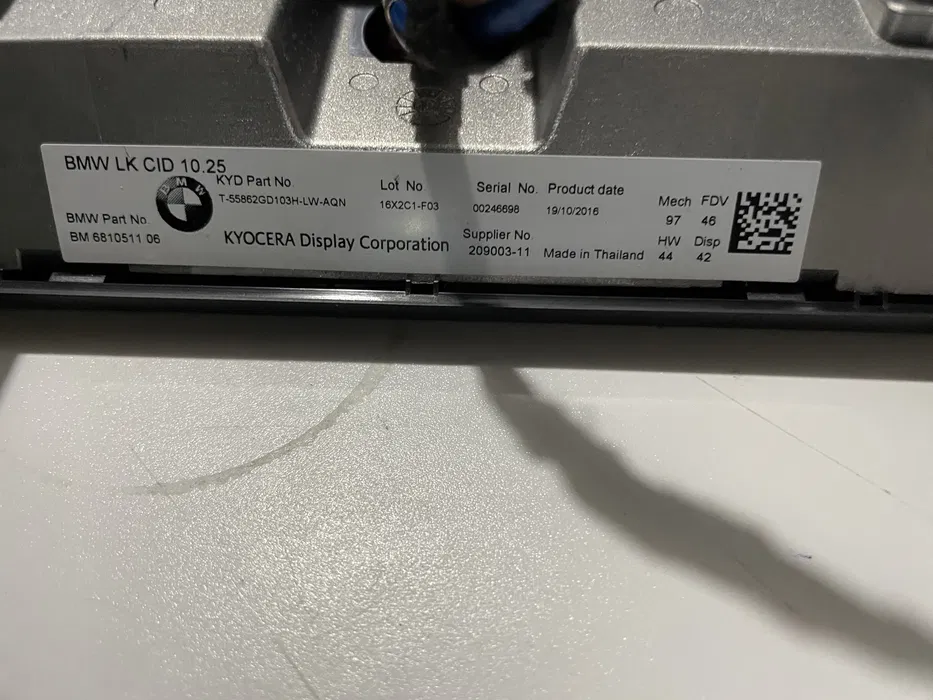 BMW LK CID 10.25
BMW
KYD Part No
T-55862GD103H-LW-AQN
Lot No
16X2C1-F03
Serial No.
00246698
Product date
19/10/2016
Mech FDV
97 46
BMW Part No.
BM 6810511 06
KYOCERA Display Corporation
Supplier No.
209003-11
Made in Thailand
HW Disp
44 42